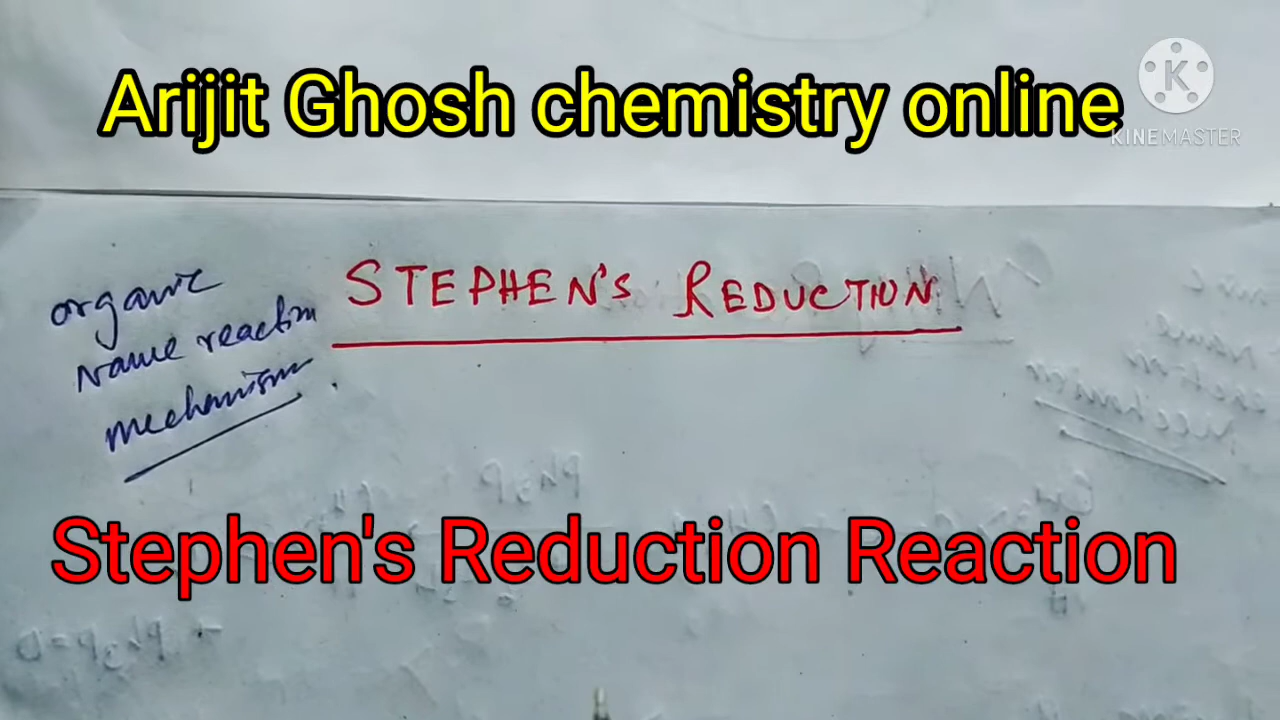 Arijit Ghosh chemistry online
KINEMASTER
STEPHEN'S REDUCTION
organic
Name reaction
mechanism
Stephen's Reduction Reaction